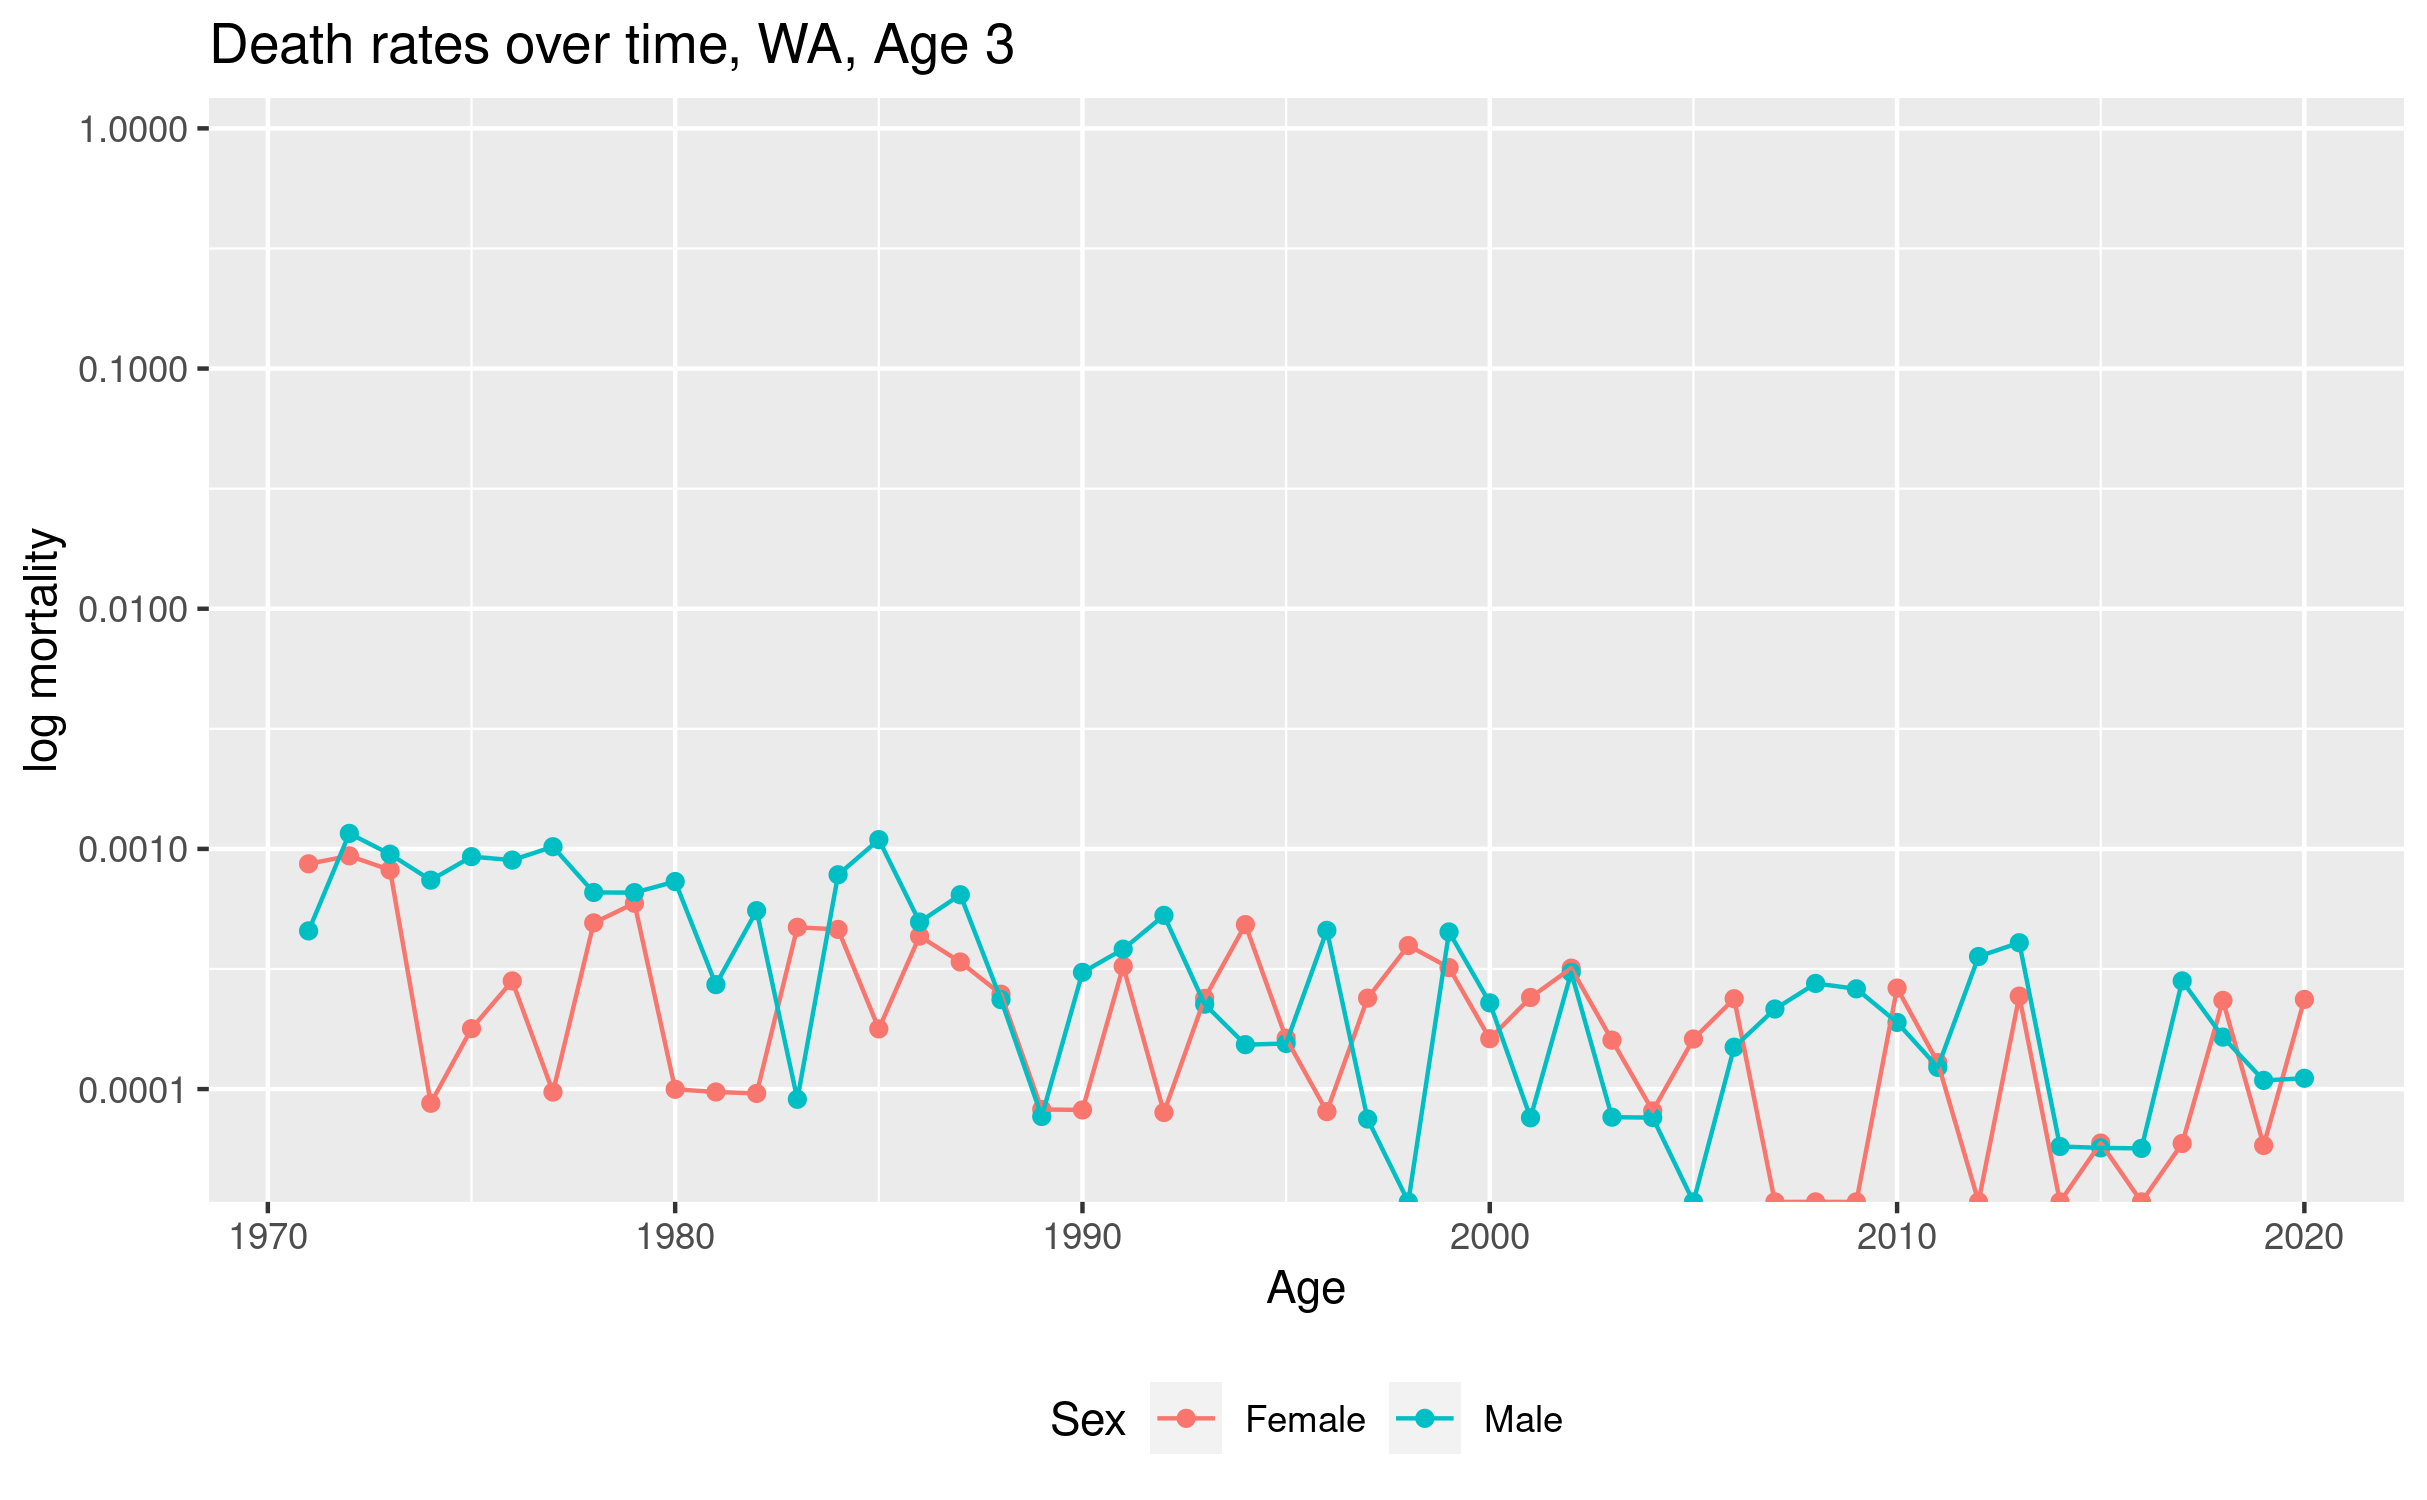 Death rates over time, WA, Age 3
log mortality
1.0000
0.1000
0.0100
0.0010
0.0001
1970 1980 1990 2000 2010 2020
Age
Sex Female Male